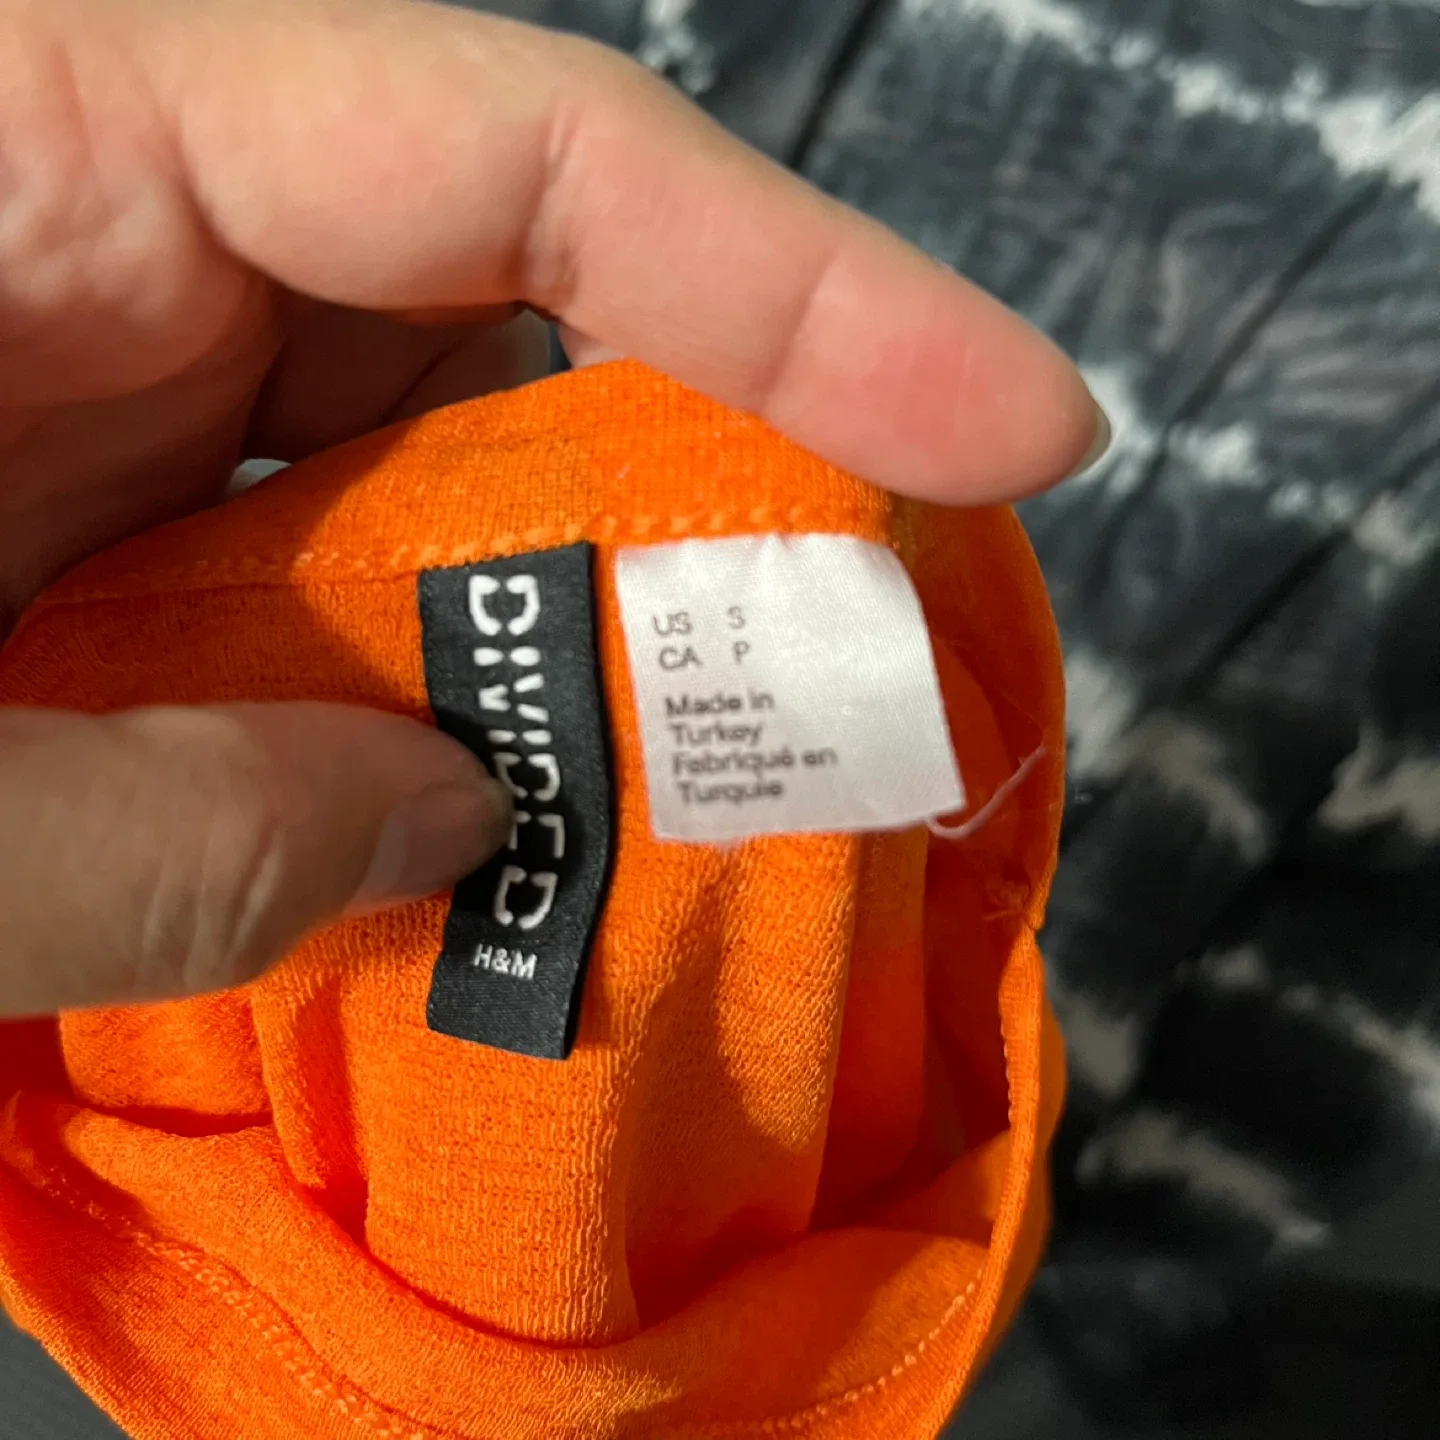 DIVIDED
H&M
US S
CA P
Made in
Turkey
Fabriqué en
Turquie